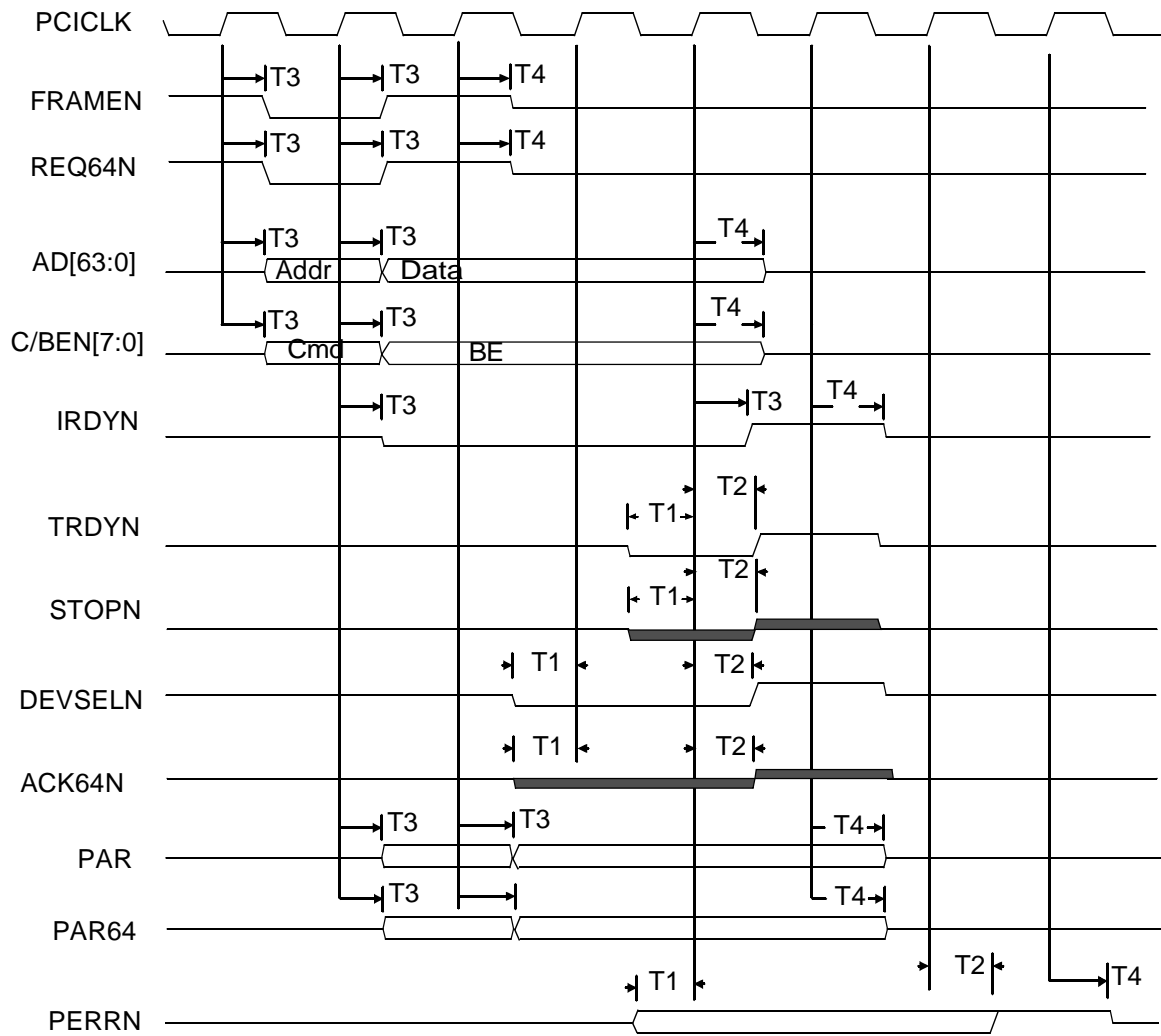 PCICLK
T3 T3 T4
FRAMEN
T3 T3 T4
REQ64N
T3 T3 T4
AD[63:0]
Addr Data
T3 T3 T4
C/BEN[7:0]
Cmd BE
T3 T3 T4
IRDYN
T2
T1
TRDYN
T2
T1
STOPN
T1 T2
DEVSELN
T1 T2
ACK64N
T3 T3 T4
PAR
T3 T4
PAR64
T1 T2 T4
PERRN